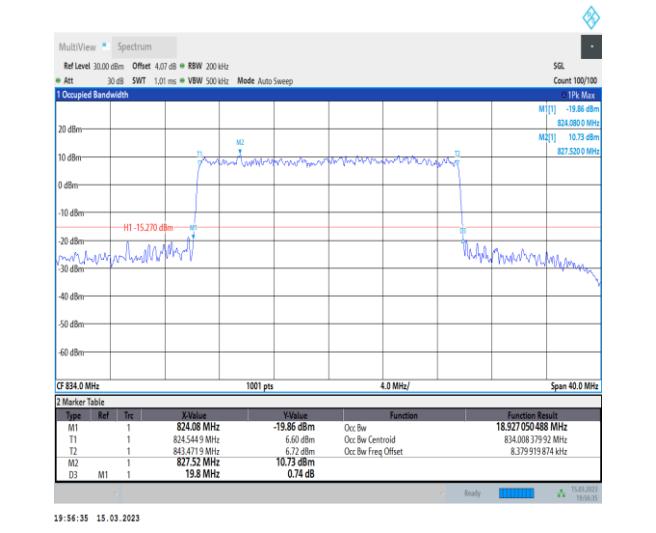 MultiView Spectrum
Ref Level 30.00 dBm Offset 4.07 dB RBW 200 kHz SGL
Att 30 dB SWT 1.01 ms VBW 500 kHz Mode Auto Sweep Count 100/100
1 Occupied Bandwidth 1Pk Max
M1[1] -19.86 dBm
824.080 0 MHz
M2[1] 10.73 dBm
827.520 0 MHz
20 dBm
M2
T1 T2
10 dBm
0 dBm
-10 dBm
H1 -15.270 dBm M1 D3
-20 dBm
-30 dBm
-40 dBm
-50 dBm
-60 dBm
CF 834.0 MHz 1001 pts 4.0 MHz/ Span 40.0 MHz
2 Marker Table
Type Ref Trc X-Value Y-Value Function Function Result
M1 1 824.08 MHz -19.86 dBm Occ Bw 18.927 050 488 MHz
T1 1 824.544 9 MHz 6.60 dBm Occ Bw Centroid 834.008 379 92 MHz
T2 1 843.471 9 MHz 6.72 dBm Occ Bw Freq Offset 8.379 919 874 kHz
M2 1 827.52 MHz 10.73 dBm
D3 M1 1 19.8 MHz 0.74 dB
Ready 15.03.2023
19:56:35
19:56:35 15.03.2023